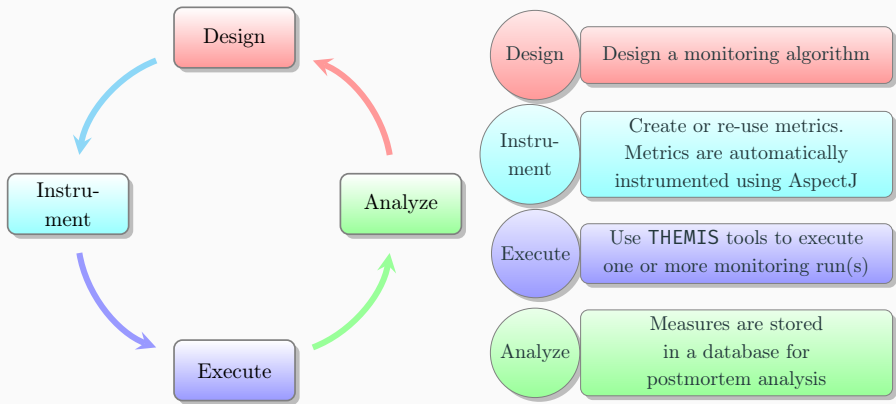 Design
Instru-
ment
Analyze
Execute
Design
Design a monitoring algorithm
Instru-
ment
Create or re-use metrics.
Metrics are automatically
instrumented using AspectJ
Execute
Use THEMIS tools to execute
one or more monitoring run(s)
Analyze
Measures are stored
in a database for
postmortem analysis